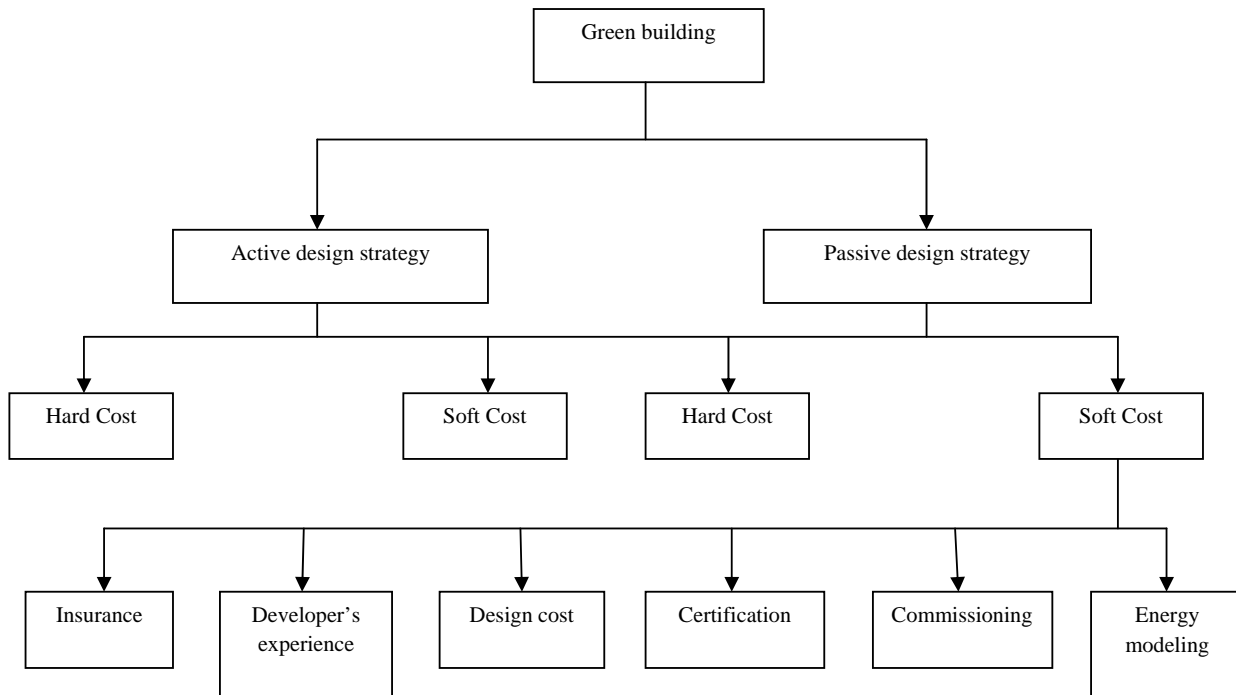 Green building
Active design strategy
Passive design strategy
Hard Cost
Soft Cost
Hard Cost
Soft Cost
Insurance
Developer’s
experience
Design cost
Certification
Commissioning
Energy
modeling